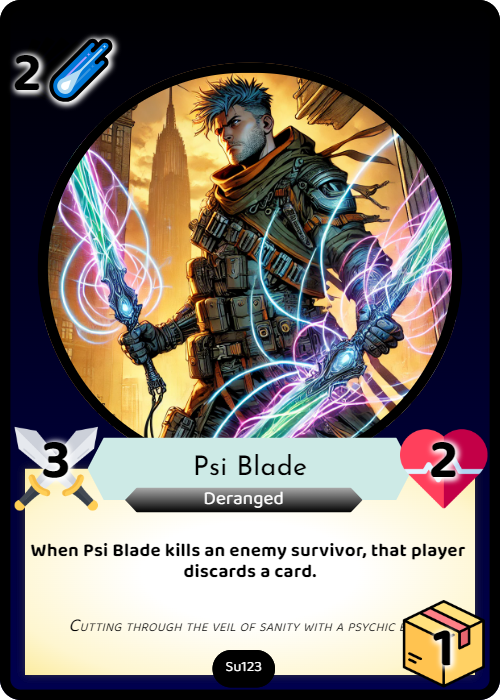 2
3
Psi Blade
2
Deranged
When Psi Blade kills an enemy survivor, that player
discards a card.
Cutting through the veil of sanity with a psychic
1
Su123